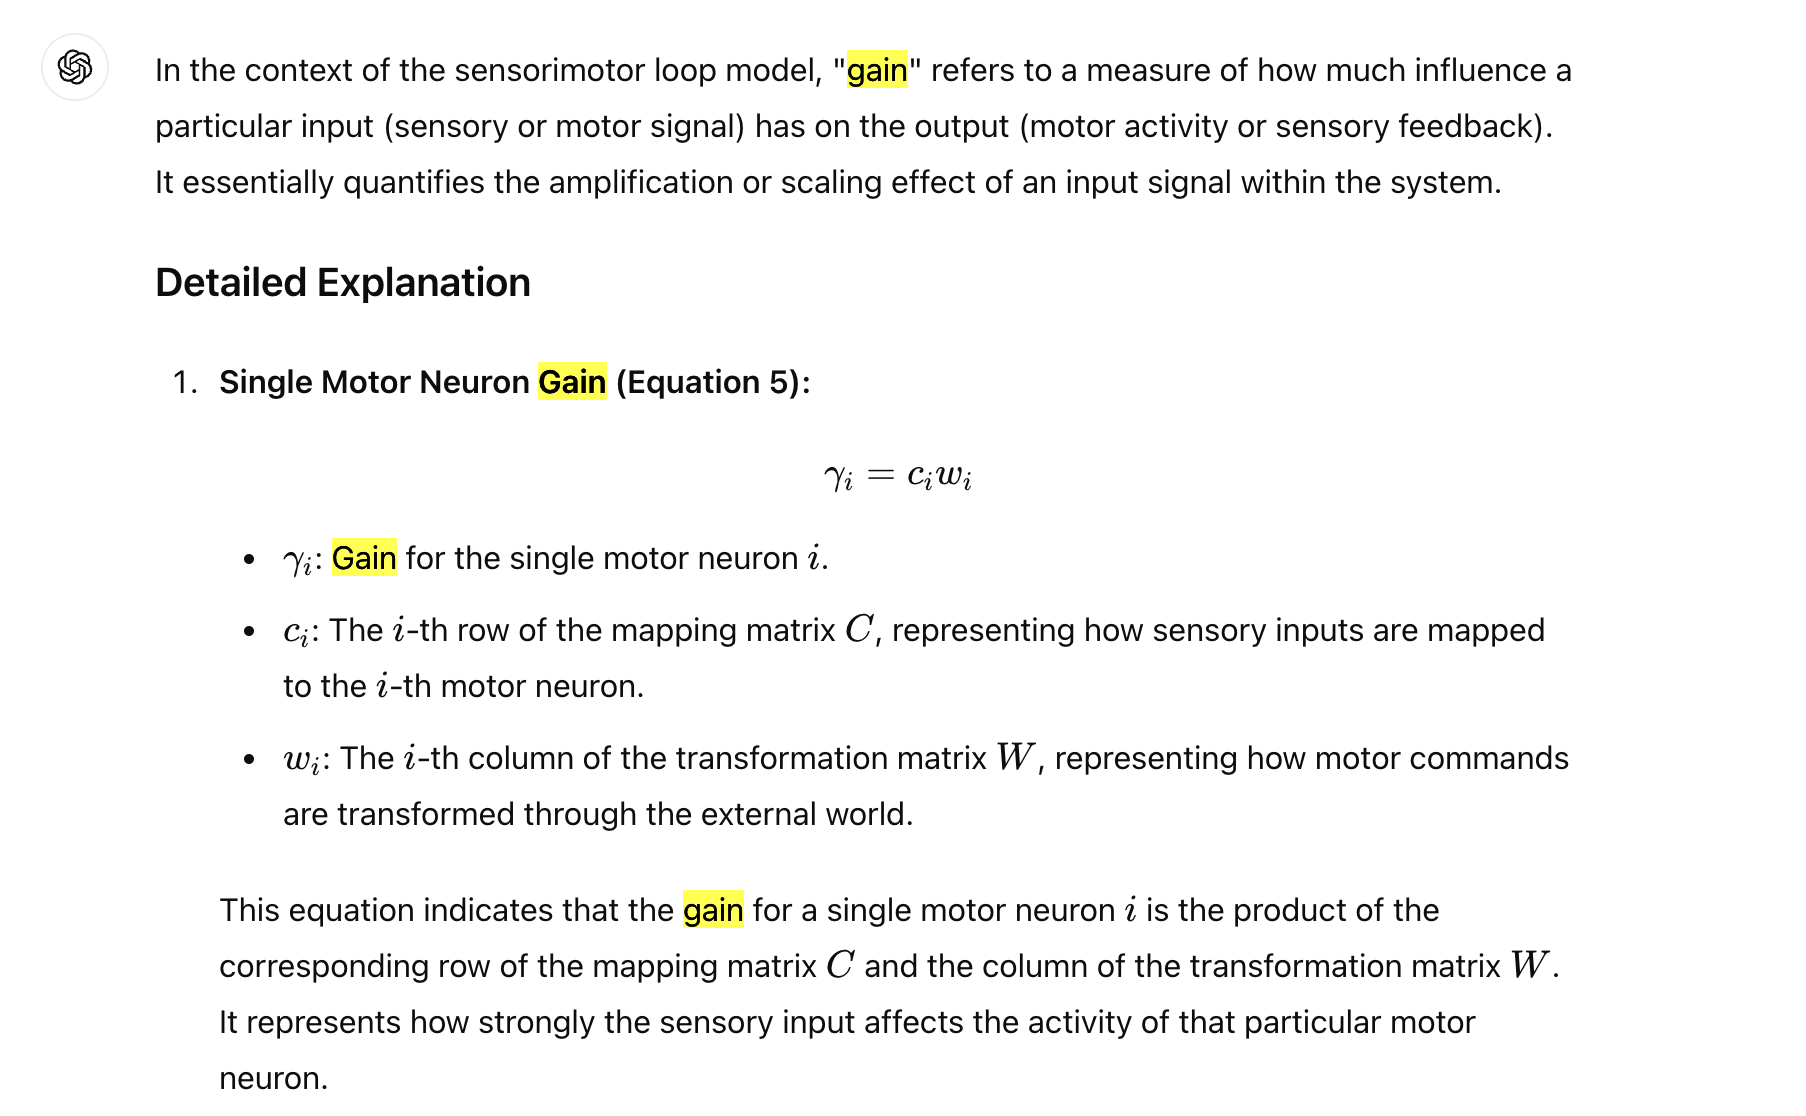 In the context of the sensorimotor loop model, "gain" refers to a measure of how much influence a
particular input (sensory or motor signal) has on the output (motor activity or sensory feedback).
It essentially quantifies the amplification or scaling effect of an input signal within the system.
Detailed Explanation
1. Single Motor Neuron Gain (Equation 5):
γᵢ = cᵢwᵢ
• γᵢ: Gain for the single motor neuron i.
• cᵢ: The i-th row of the mapping matrix C, representing how sensory inputs are mapped
to the i-th motor neuron.
• wᵢ: The i-th column of the transformation matrix W, representing how motor commands
are transformed through the external world.
This equation indicates that the gain for a single motor neuron i is the product of the
corresponding row of the mapping matrix C and the column of the transformation matrix W.
It represents how strongly the sensory input affects the activity of that particular motor
neuron.